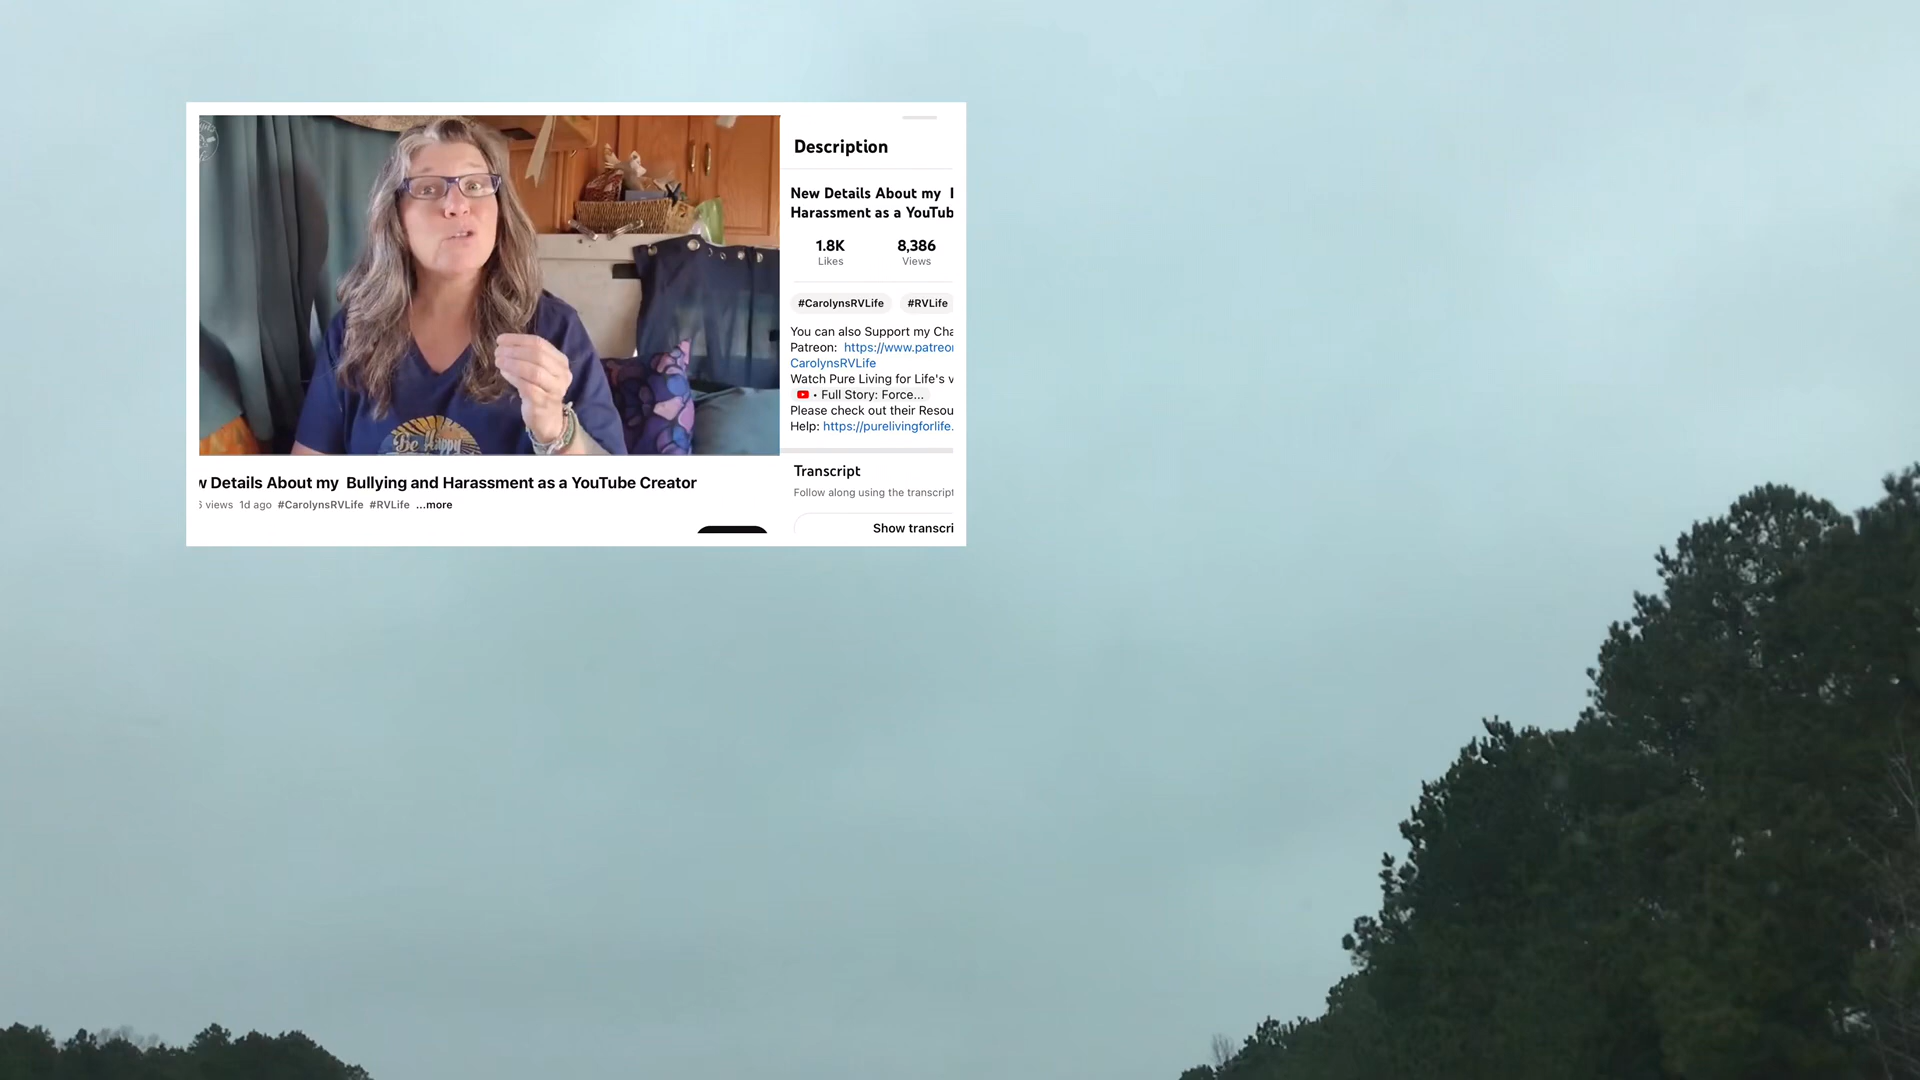 Be Happy
w Details About my  Bullying and Harassment as a YouTube Creator
views 1d ago #CarolynsRVLife #RVLife ...more
Description
New Details About my
Harassment as a YouTub
1.8K 8,386
Likes Views
#CarolynsRVLife #RVLife
You can also Support my Cha
Patreon: https://www.patreon
CarolynsRVLife
Watch Pure Living for Life's v
• Full Story: Force...
Please check out their Resou
Help: https://purelivingforlife.
Transcript
Follow along using the transcript
Show transcri